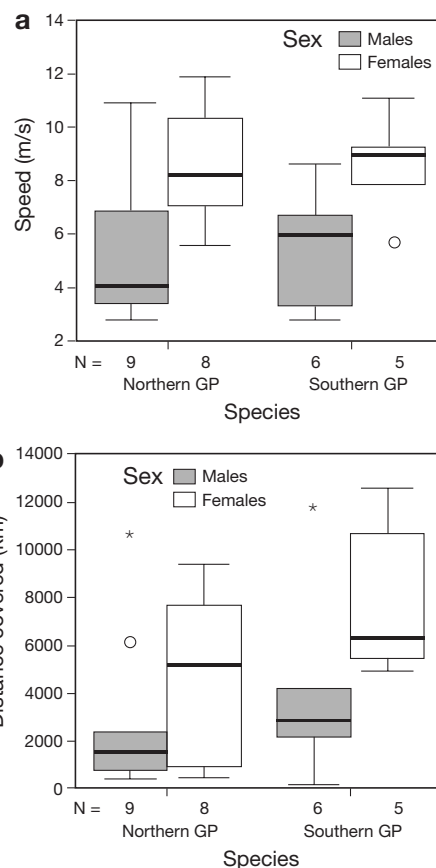 a
Sex
Males
Females
Speed (m/s)
14
12
10
8
6
4
2
N = 9 8 6 5
Northern GP Southern GP
Species
Sex
Males
Females
14000
12000
10000
8000
6000
4000
2000
0
N = 9 8 6 5
Northern GP Southern GP
Species